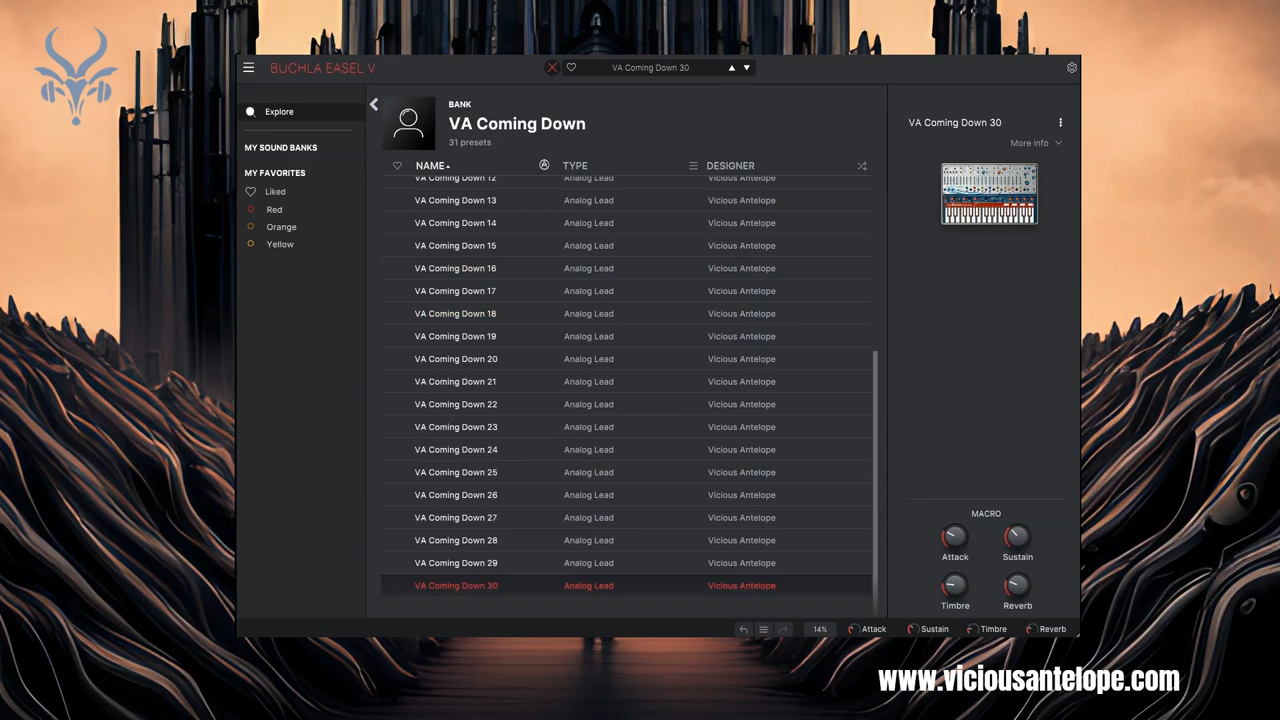 BUCHLA EASEL V
VA Coming Down 30
Explore
MY SOUND BANKS
MY FAVORITES
Liked
Red
Orange
Yellow
BANK
VA Coming Down
31 presets
NAME TYPE DESIGNER
VA Coming Down 12 Analog Lead Vicious Antelope
VA Coming Down 13 Analog Lead Vicious Antelope
VA Coming Down 14 Analog Lead Vicious Antelope
VA Coming Down 15 Analog Lead Vicious Antelope
VA Coming Down 16 Analog Lead Vicious Antelope
VA Coming Down 17 Analog Lead Vicious Antelope
VA Coming Down 18 Analog Lead Vicious Antelope
VA Coming Down 19 Analog Lead Vicious Antelope
VA Coming Down 20 Analog Lead Vicious Antelope
VA Coming Down 21 Analog Lead Vicious Antelope
VA Coming Down 22 Analog Lead Vicious Antelope
VA Coming Down 23 Analog Lead Vicious Antelope
VA Coming Down 24 Analog Lead Vicious Antelope
VA Coming Down 25 Analog Lead Vicious Antelope
VA Coming Down 26 Analog Lead Vicious Antelope
VA Coming Down 27 Analog Lead Vicious Antelope
VA Coming Down 28 Analog Lead Vicious Antelope
VA Coming Down 29 Analog Lead Vicious Antelope
VA Coming Down 30 Analog Lead Vicious Antelope
VA Coming Down 30
More info
MACRO
Attack Sustain
Timbre Reverb
14% Attack Sustain Timbre Reverb
www.viciousantelope.com